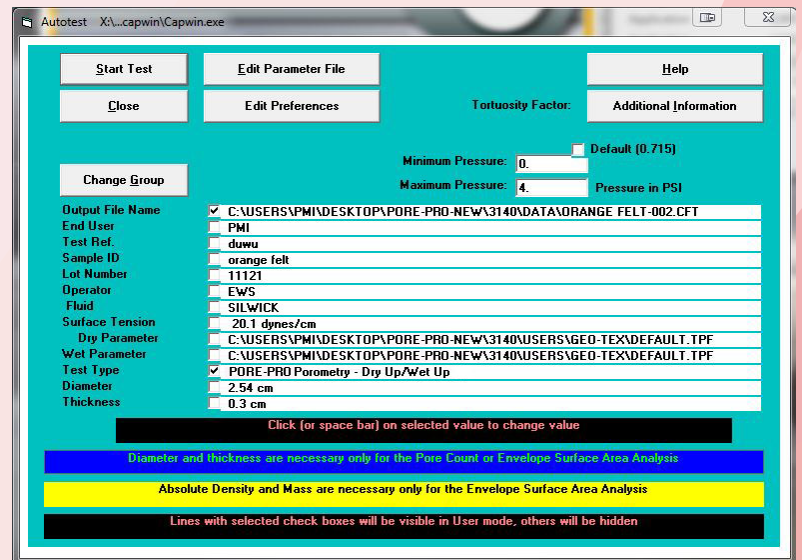 Autotest X:\...capwin\Capwin.exe
Start Test
Edit Parameter File
Help
Close
Edit Preferences
Tortuosity Factor:
Additional Information
Default (0.715)
Minimum Pressure: 0.
Change Group
Maximum Pressure: 4. Pressure in PSI
Output File Name C:\USERS\PMI\DESKTOP\PORE-PRO-NEW\3140\DATA\ORANGE FELT-002.CFT
End User PMI
Test Ref. duwu
Sample ID orange felt
Lot Number 11121
Operator EWS
Fluid SILWICK
Surface Tension 20.1 dynes/cm
Dry Parameter C:\USERS\PMI\DESKTOP\PORE-PRO-NEW\3140\USERS\GEO-TEX\DEFAULT.TPF
Wet Parameter C:\USERS\PMI\DESKTOP\PORE-PRO-NEW\3140\USERS\GEO-TEX\DEFAULT.TPF
Test Type PORE-PRO Porometry - Dry Up/Wet Up
Diameter 2.54 cm
Thickness 0.3 cm
Click (or space bar) on selected value to change value
Diameter and thickness are necessary only for the Pore Count or Envelope Surface Area Analysis
Absolute Density and Mass are necessary only for the Envelope Surface Area Analysis
Lines with selected check boxes will be visible in User mode, others will be hidden